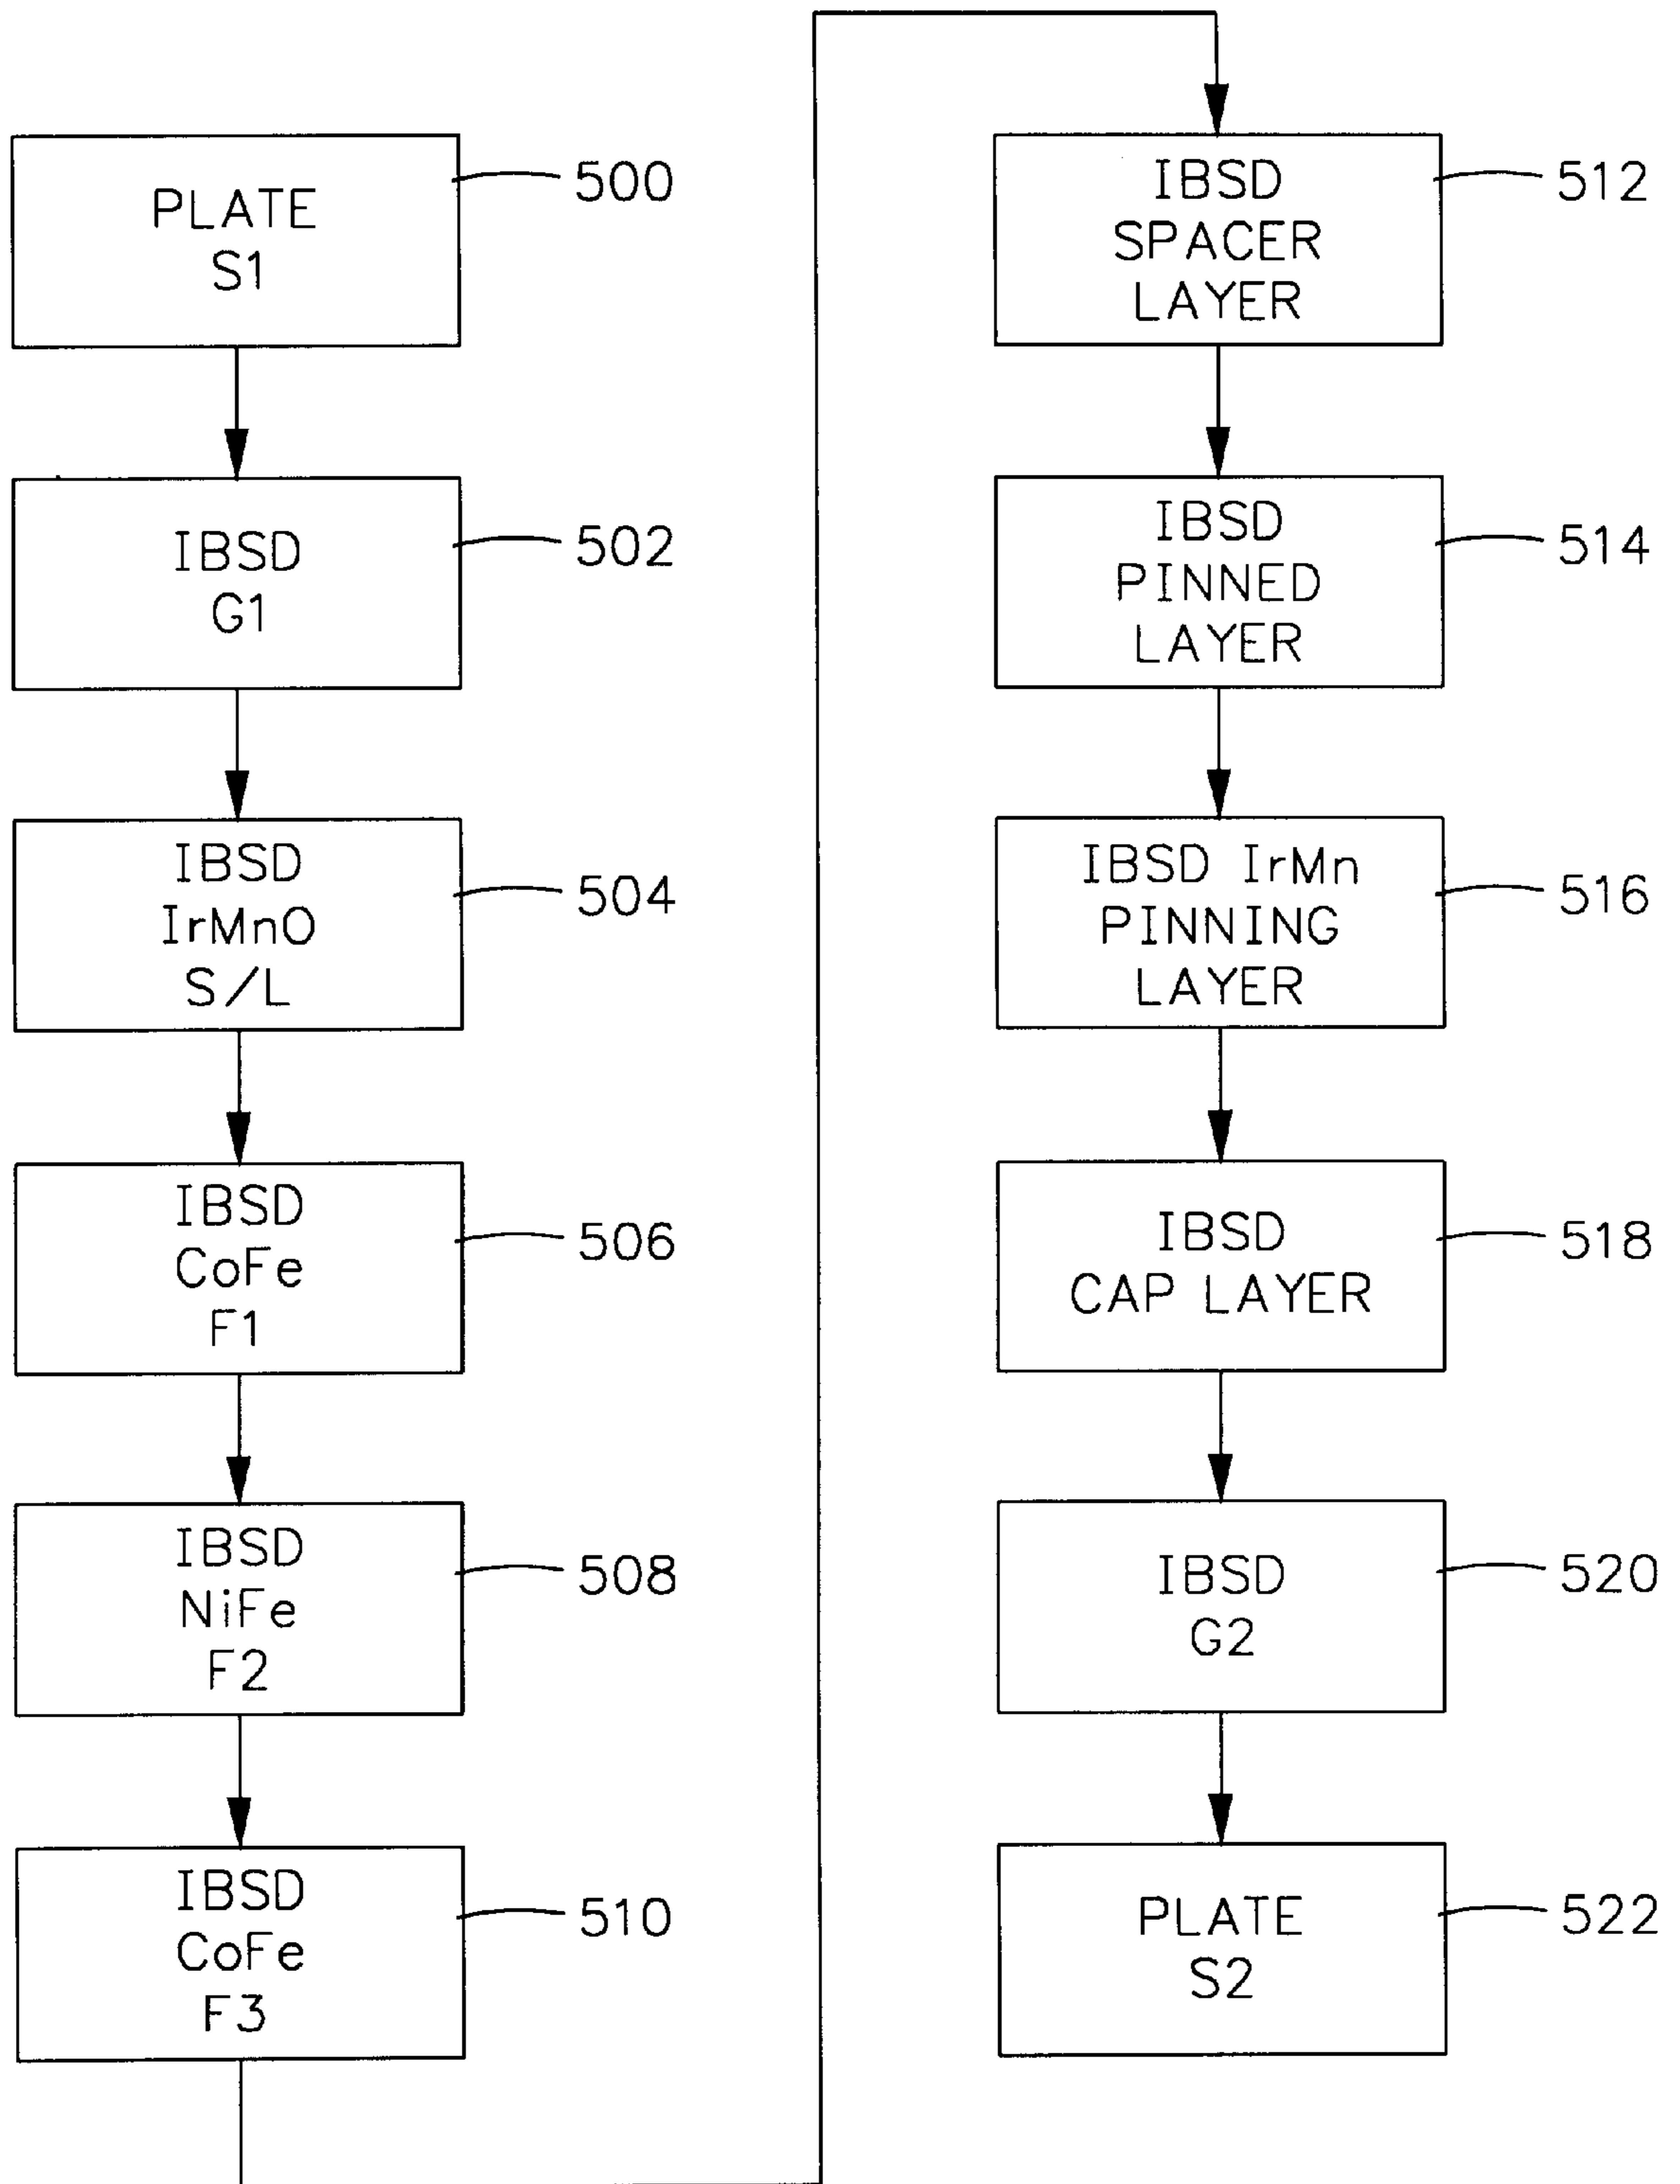 PLATE
S1
500
IBSD
G1
502
IBSD
IrMnO
S/L
504
IBSD
CoFe
F1
506
IBSD
NiFe
F2
508
IBSD
CoFe
F3
510
IBSD
SPACER
LAYER
512
IBSD
PINNED
LAYER
514
IBSD IrMn
PINNING
LAYER
516
IBSD
CAP LAYER
518
IBSD
G2
520
PLATE
S2
522